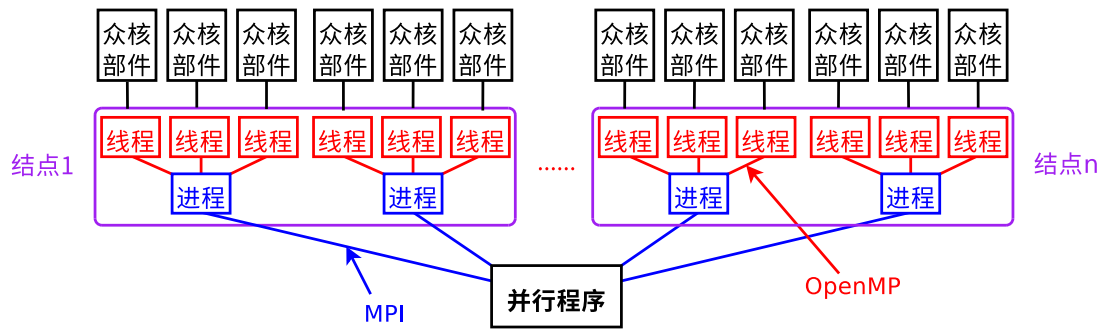 众核 众核 众核 众核 众核 众核 众核 众核 众核 众核 众核 众核
部件 部件 部件 部件 部件 部件 部件 部件 部件 部件 部件 部件
线程 线程 线程 线程 线程 线程 线程 线程 线程 线程 线程 线程
结点1 ...... 结点n
进程 进程 进程 进程
OpenMP
并行程序
MPI